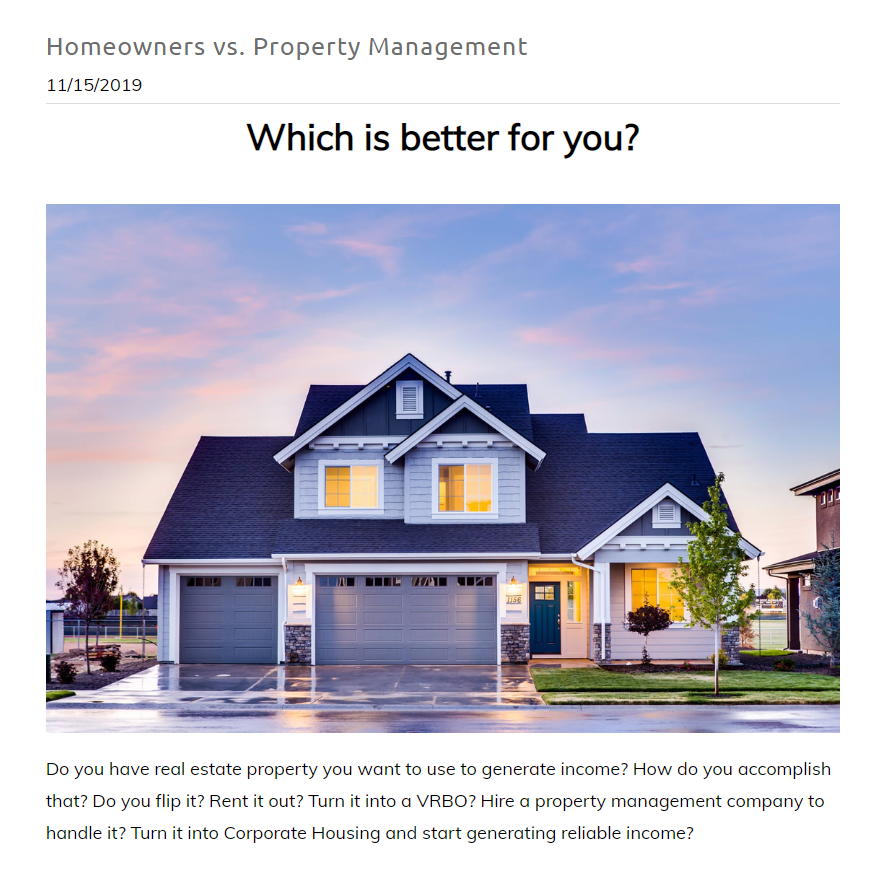 Homeowners vs. Property Management
11/15/2019
Which is better for you?
1156
Do you have real estate property you want to use to generate income? How do you accomplish
that? Do you flip it? Rent it out? Turn it into a VRBO? Hire a property management company to
handle it? Turn it into Corporate Housing and start generating reliable income?